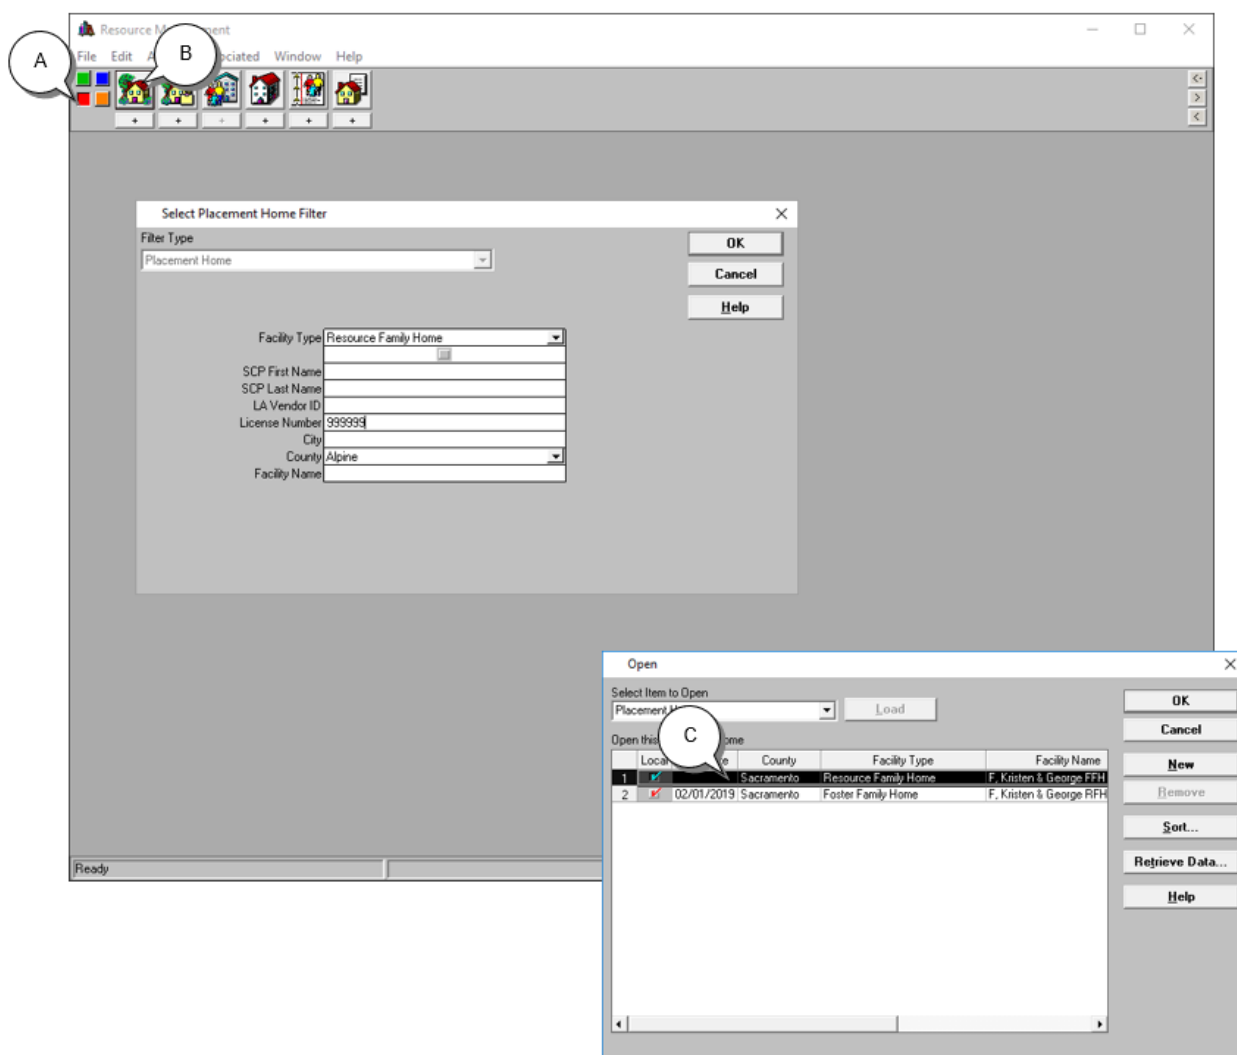 Resource M
File Edit A ociated Window Help
A
B
+ + + + + +
Select Placement Home Filter
Filter Type
Placement Home
OK
Cancel
Help
Facility Type Resource Family Home
SCP First Name
SCP Last Name
LA Vendor ID
License Number 999999
City
County Alpine
Facility Name
Ready
Open
Select Item to Open
Placement
Load
OK
Cancel
New
Remove
Sort...
Retrieve Data...
Help
C
Open this ome
Local County Facility Type Facility Name
1 Sacramento Resource Family Home F, Kristen & George FFH
2 02/01/2019 Sacramento Foster Family Home F, Kristen & George RFH